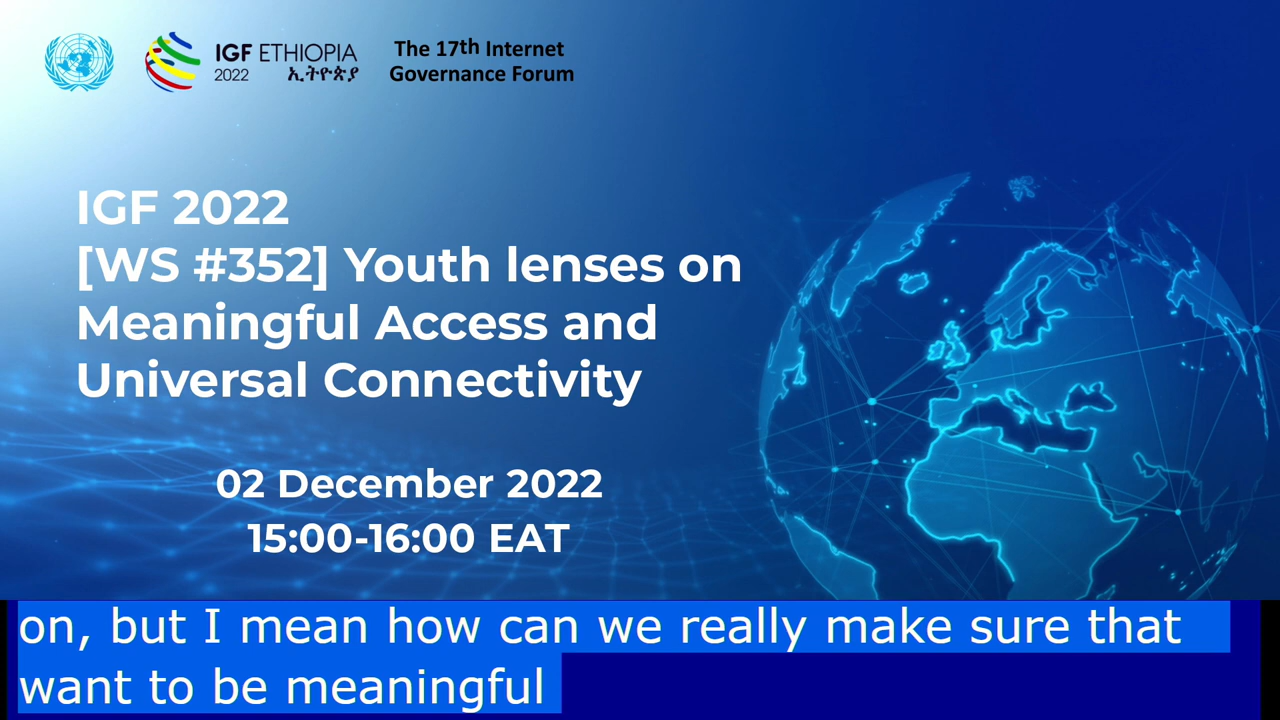 IGF ETHIOPIA
2022 ኢትዮጵያ
The 17th Internet
Governance Forum
IGF 2022
[WS #352] Youth lenses on
Meaningful Access and
Universal Connectivity
02 December 2022
15:00-16:00 EAT
on, but I mean how can we really make sure that
want to be meaningful